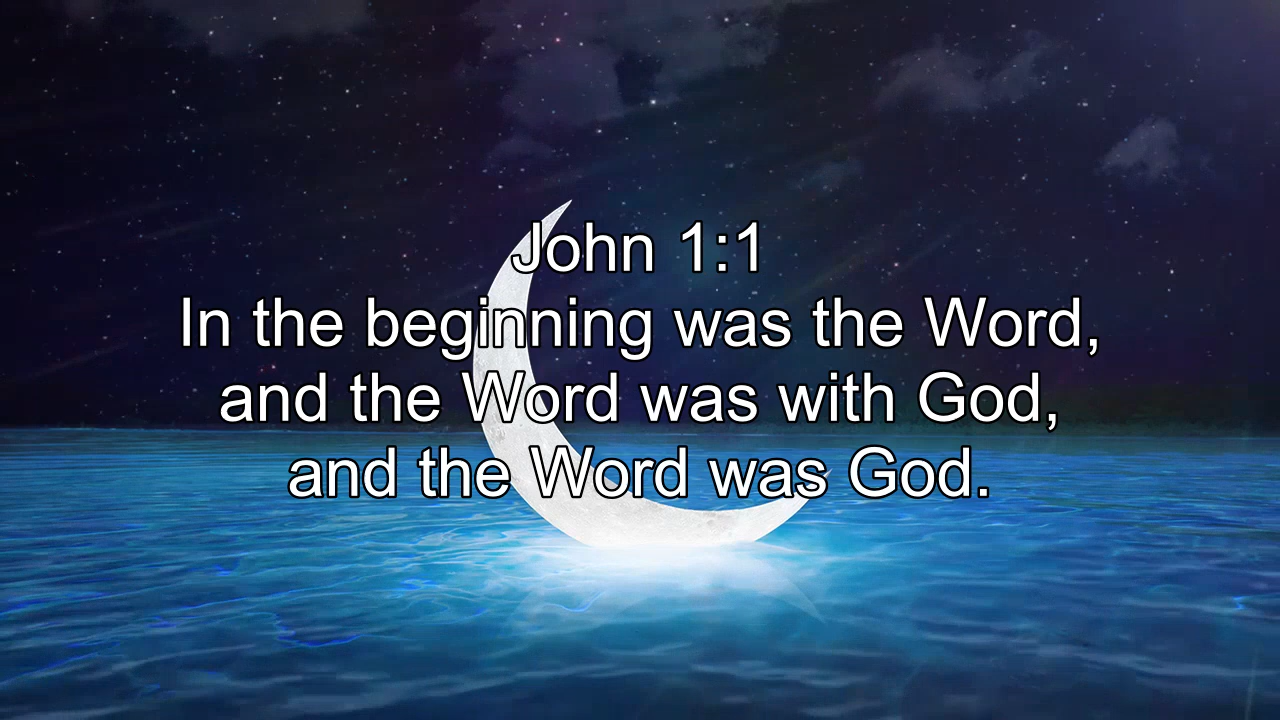 John 1:1
In the beginning was the Word,
and the Word was with God,
and the Word was God.